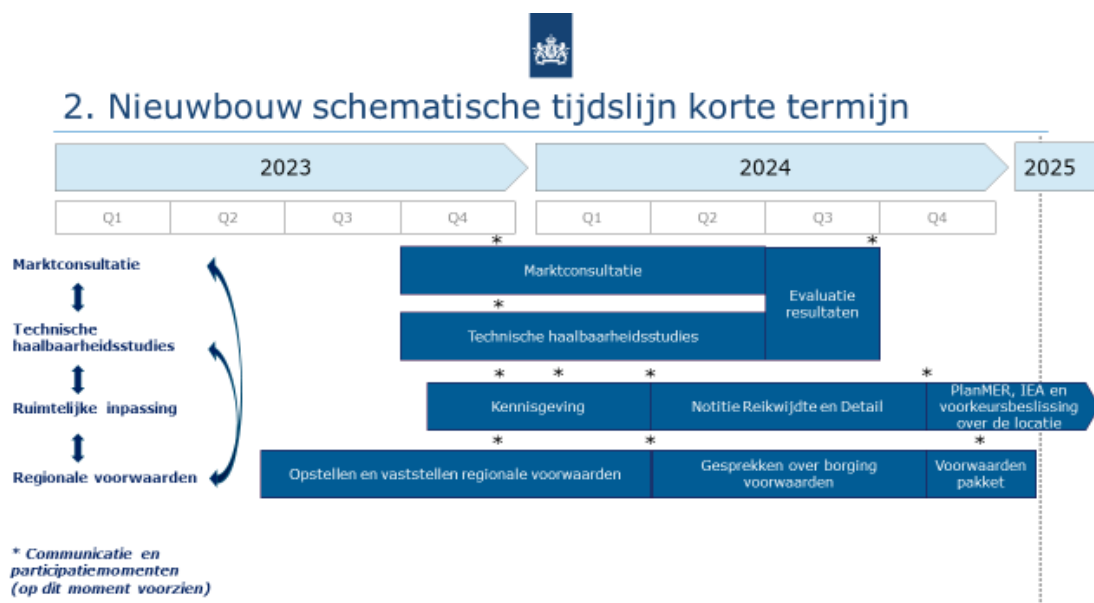 2. Nieuwbouw schematische tijdslijn korte termijn
2023
2024
2025
Q1
Q2
Q3
Q4
Q1
Q2
Q3
Q4
*
*
Marktconsultatie
Marktconsultatie
Evaluatie
resultaten
*
Technische
haalbaarheidsstudies
Technische haalbaarheidsstudies
*
*
*
*
Ruimtelijke inpassing
Kennisgeving
Notitie Reikwijdte en Detail
PlanMER, IEA en
voorkeursbeslissing
over de locatie
*
*
*
Regionale voorwaarden
Opstellen en vaststellen regionale voorwaarden
Gesprekken over borging
voorwaarden
Voorwaarden
pakket
* Communicatie en
participatiemomenten
(op dit moment voorzien)